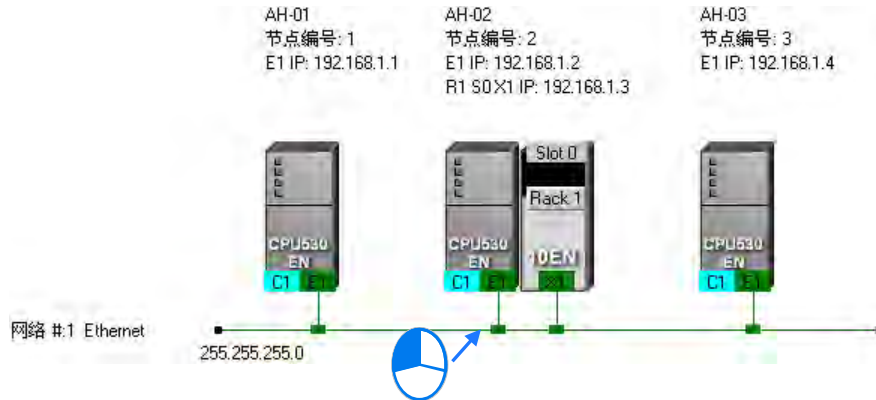 AH-01
节点编号: 1
E1 IP: 192.168.1.1
AH-02
节点编号: 2
E1 IP: 192.168.1.2
R1 S0 X1 IP: 192.168.1.3
AH-03
节点编号: 3
E1 IP: 192.168.1.4
CPU530
EN
C1 E1
CPU530
EN
C1 E1
Slot 0
Rack 1
10EN
X1
CPU530
EN
C1 E1
网络 #:1 Ethernet
255.255.255.0